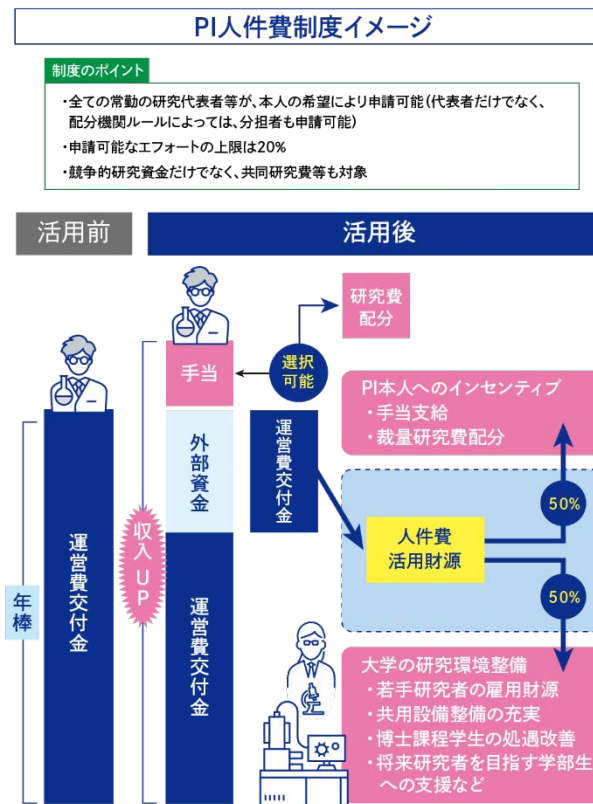 PI人件費制度イメージ
制度のポイント
・全ての常勤の研究代表者等が、本人の希望により申請可能(代表者だけでなく、
配分機関ルールによっては、分担者も申請可能)
・申請可能なエフォートの上限は20%
・競争的研究資金だけでなく、共同研究費等も対象
活用前
活用後
年棒
運営費交付金
収入UP
手当
外部資金
運営費交付金
選択
可能
研究費
配分
運営費交付金
人件費
活用財源
50%
50%
PI本人へのインセンティブ
・手当支給
・裁量研究費配分
大学の研究環境整備
・若手研究者の雇用財源
・共用設備整備の充実
・博士課程学生の処遇改善
・将来研究者を目指す学部生
への支援など